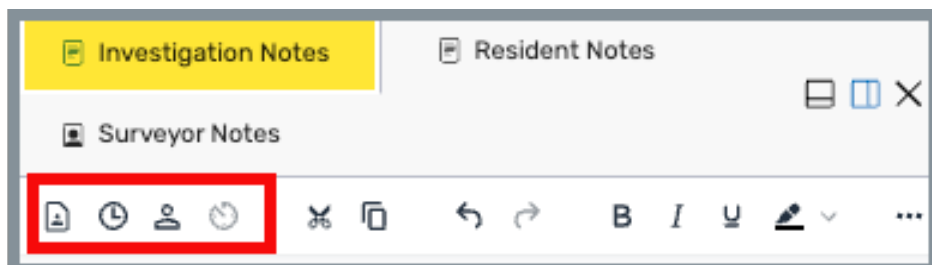 Investigation Notes
Resident Notes
Surveyor Notes
B I U